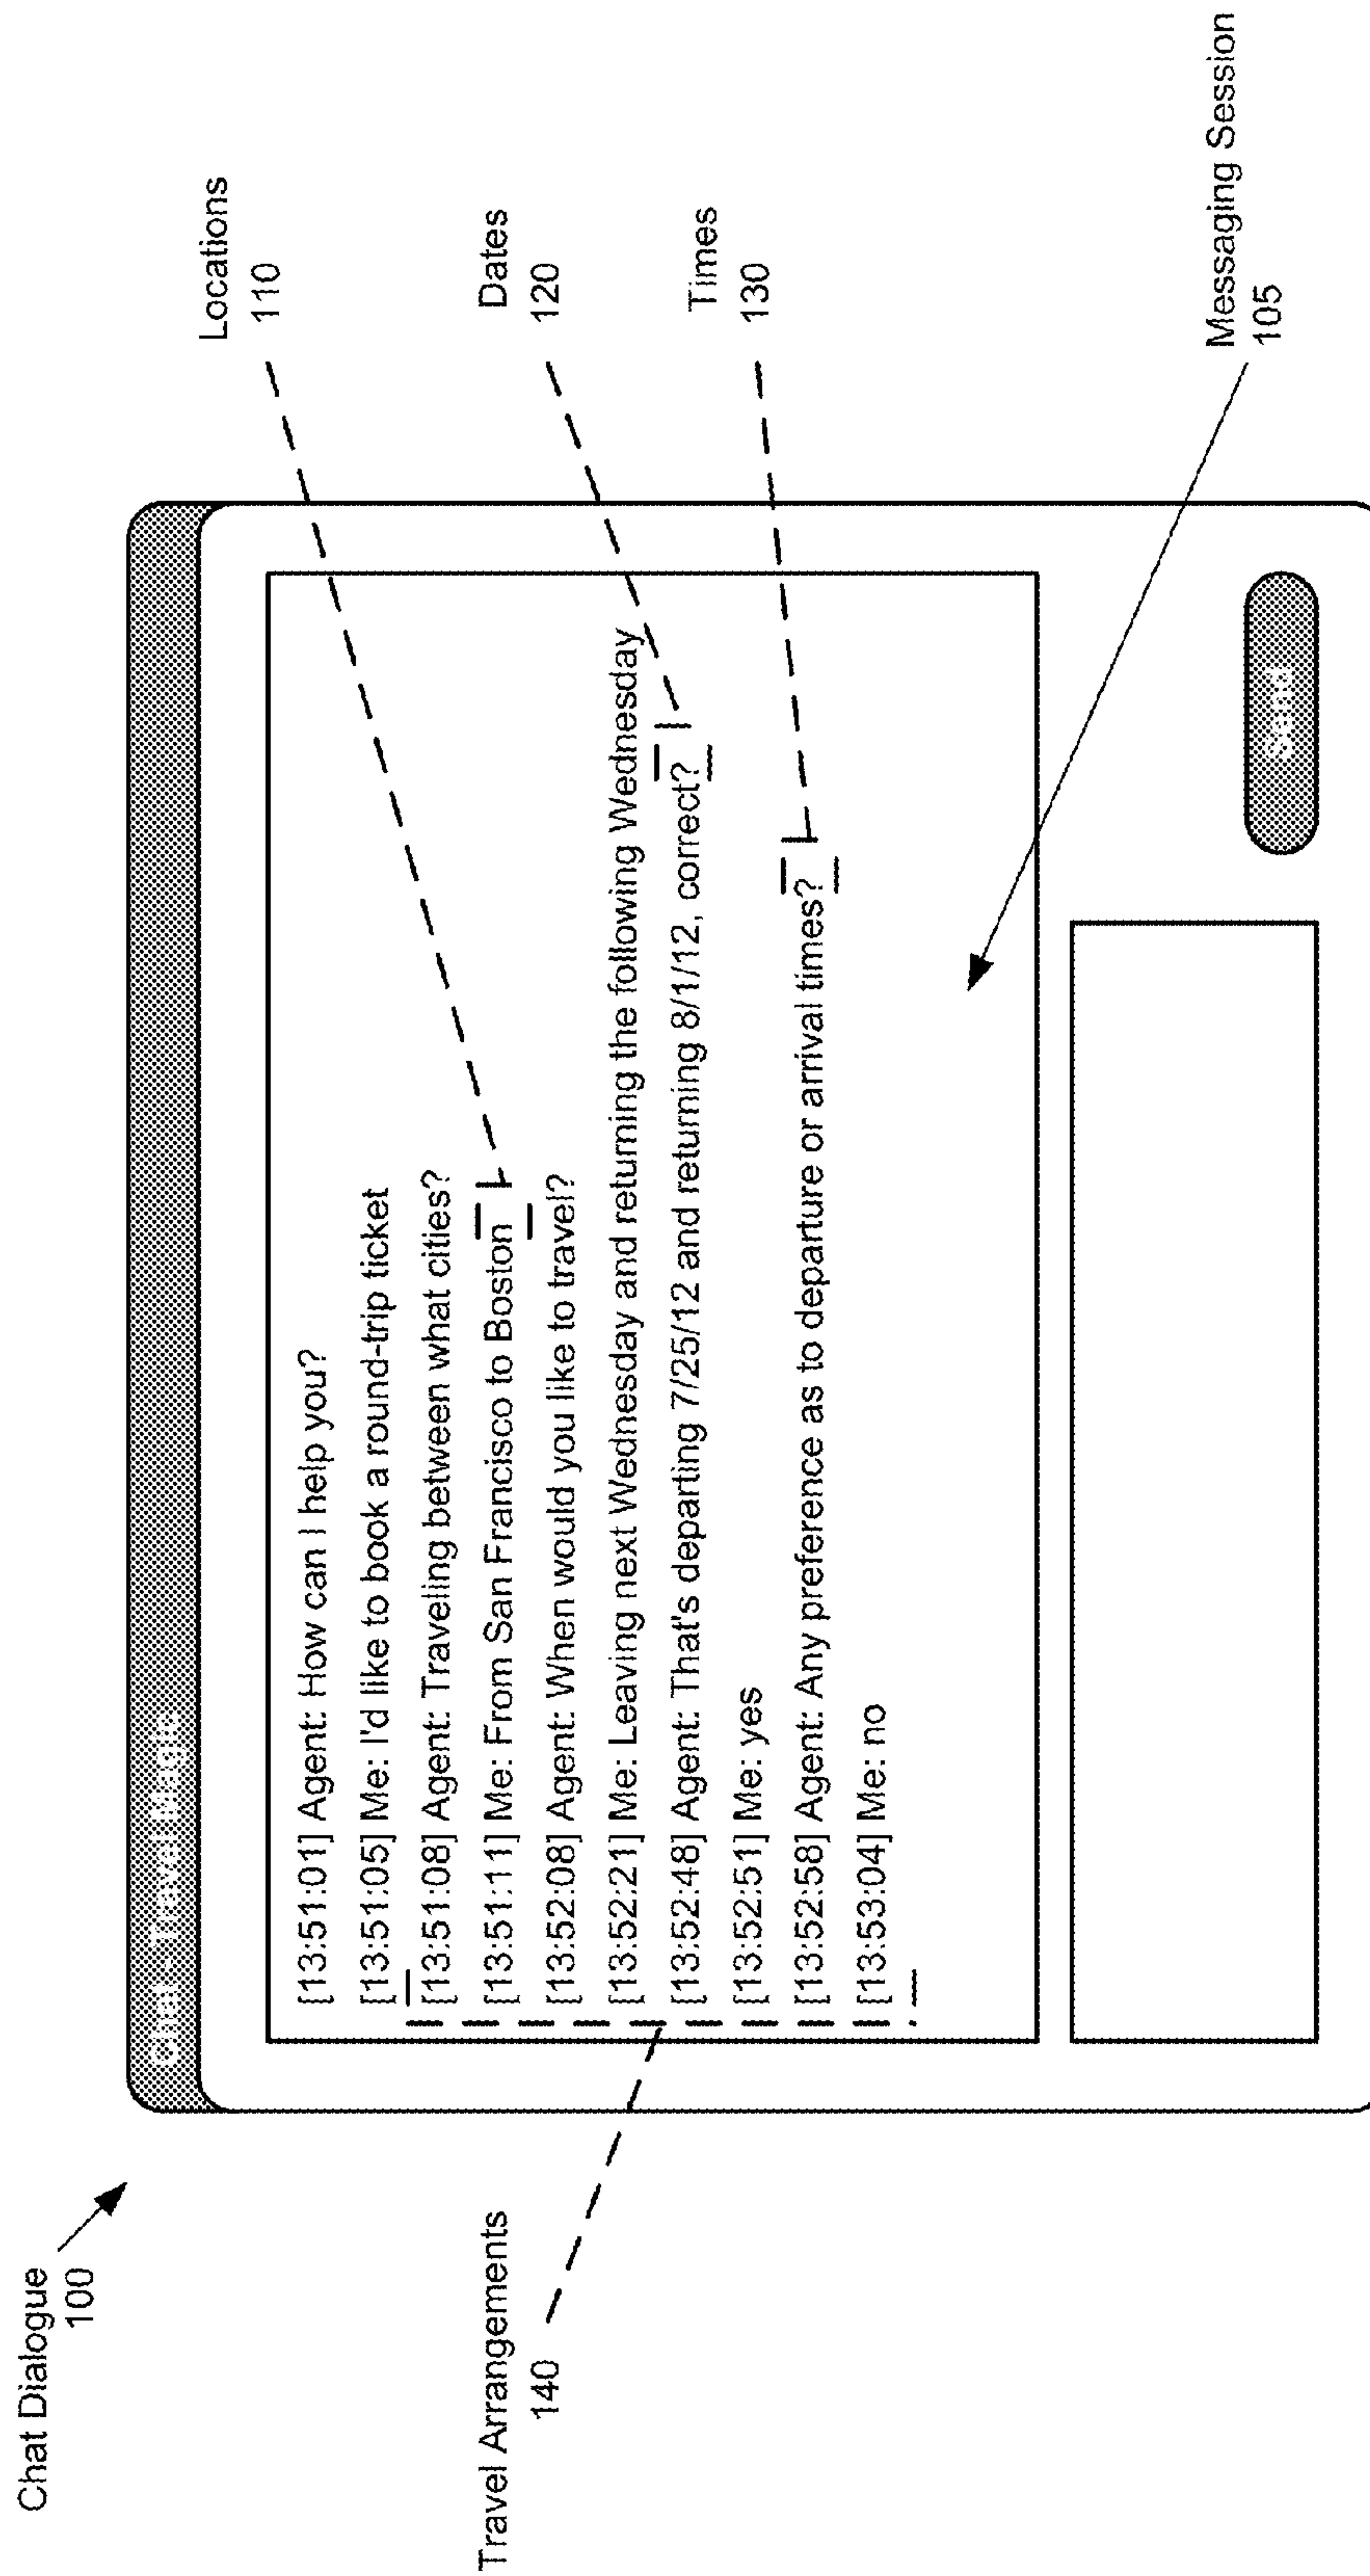 Chat Dialogue
100
Chat - Travel Magic
[13:51:01] Agent: How can I help you?
[13:51:05] Me: I'd like to book a round-trip ticket
[13:51:08] Agent: Traveling between what cities?
[13:51:11] Me: From San Francisco to Boston
[13:52:08] Agent: When would you like to travel?
[13:52:21] Me: Leaving next Wednesday and returning the following Wednesday
[13:52:48] Agent: That's departing 7/25/12 and returning 8/1/12, correct?
[13:52:51] Me: yes
[13:52:58] Agent: Any preference as to departure or arrival times?
[13:53:04] Me: no
Send
Locations
110
Dates
120
Times
130
Travel Arrangements
140
Messaging Session
105